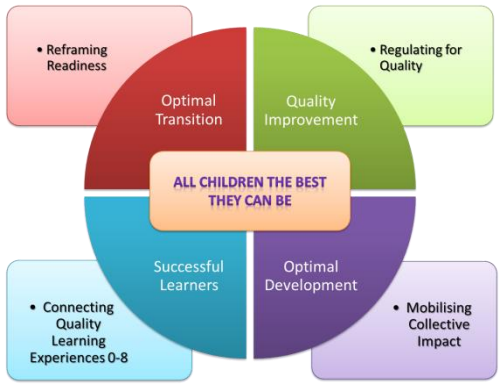 • Reframing
Readiness
• Regulating for
Quality
Optimal
Transition
Quality
Improvement
ALL CHILDREN THE BEST
THEY CAN BE
Successful
Learners
Optimal
Development
• Connecting
Quality
Learning
Experiences 0-8
• Mobilising
Collective
Impact